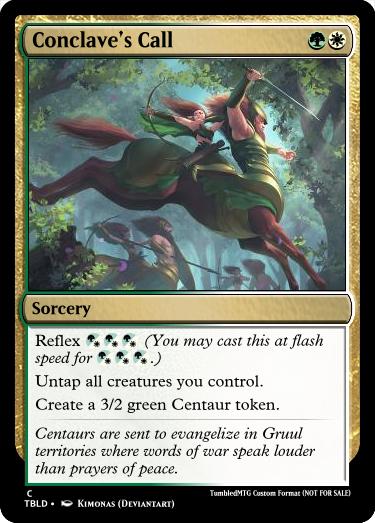 Conclave's Call
Sorcery
Reflex (You may cast this at flash
speed for .)
Untap all creatures you control.
Create a 3/2 green Centaur token.
Centaurs are sent to evangelize in Gruul
territories where words of war speak louder
than prayers of peace.
C
TBLD • Kimonas (Deviantart)
TumbledMTG Custom Format (NOT FOR SALE)